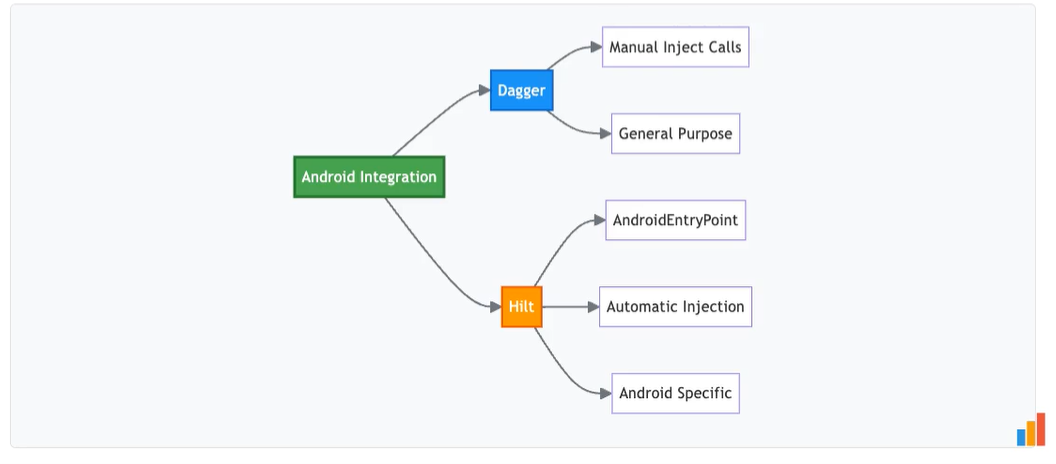 Android Integration
Dagger
Manual Inject Calls
General Purpose
Hilt
AndroidEntryPoint
Automatic Injection
Android Specific